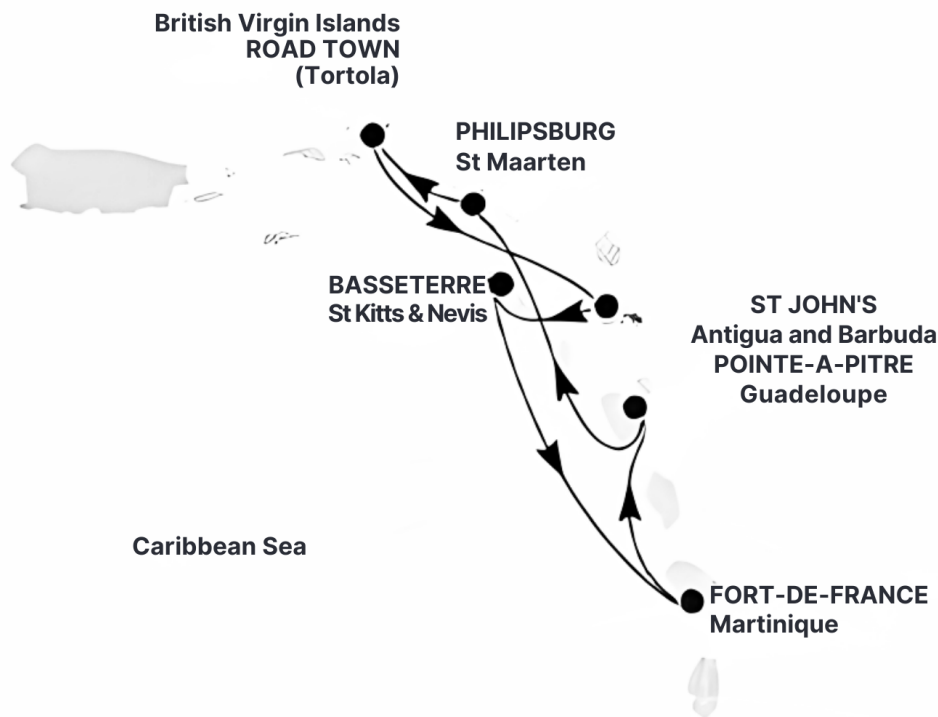 British Virgin Islands
ROAD TOWN
(Tortola)
PHILIPSBURG
St Maarten
BASSETERRE
St Kitts & Nevis
ST JOHN'S
Antigua and Barbuda
POINTE-A-PITRE
Guadeloupe
Caribbean Sea
FORT-DE-FRANCE
Martinique